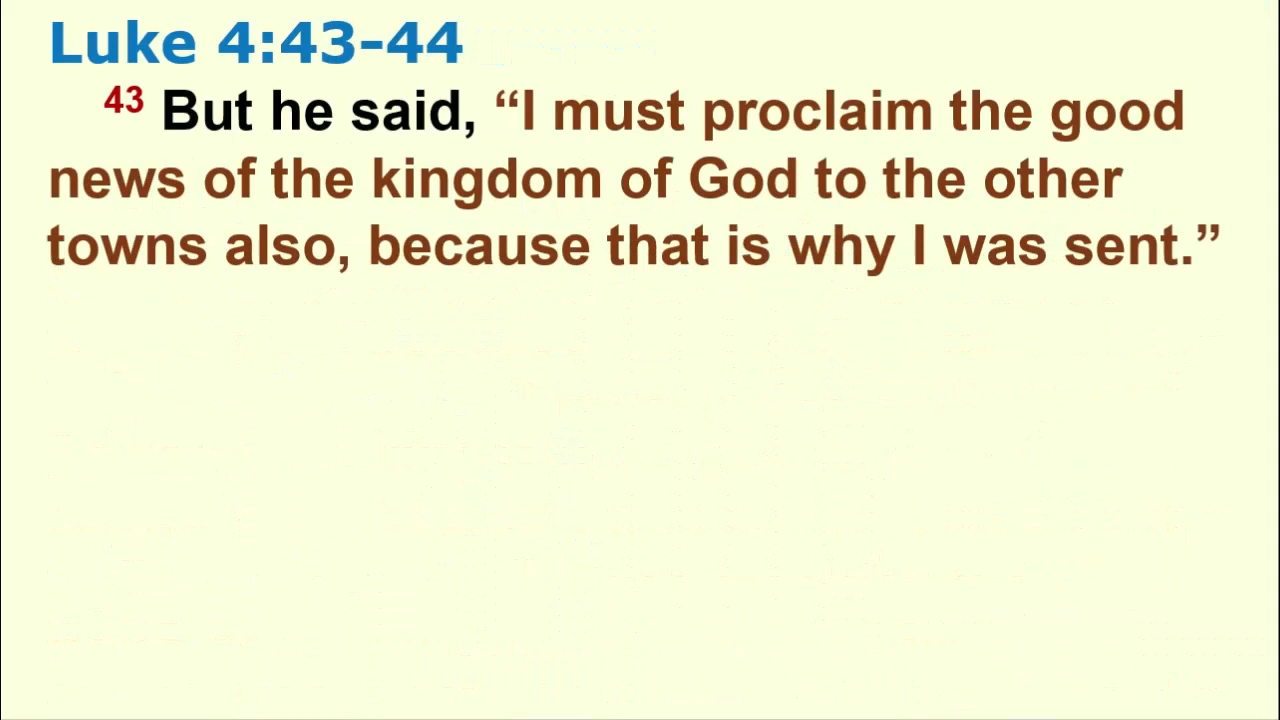 Luke 4:43-44
43 But he said, “I must proclaim the good
news of the kingdom of God to the other
towns also, because that is why I was sent.”